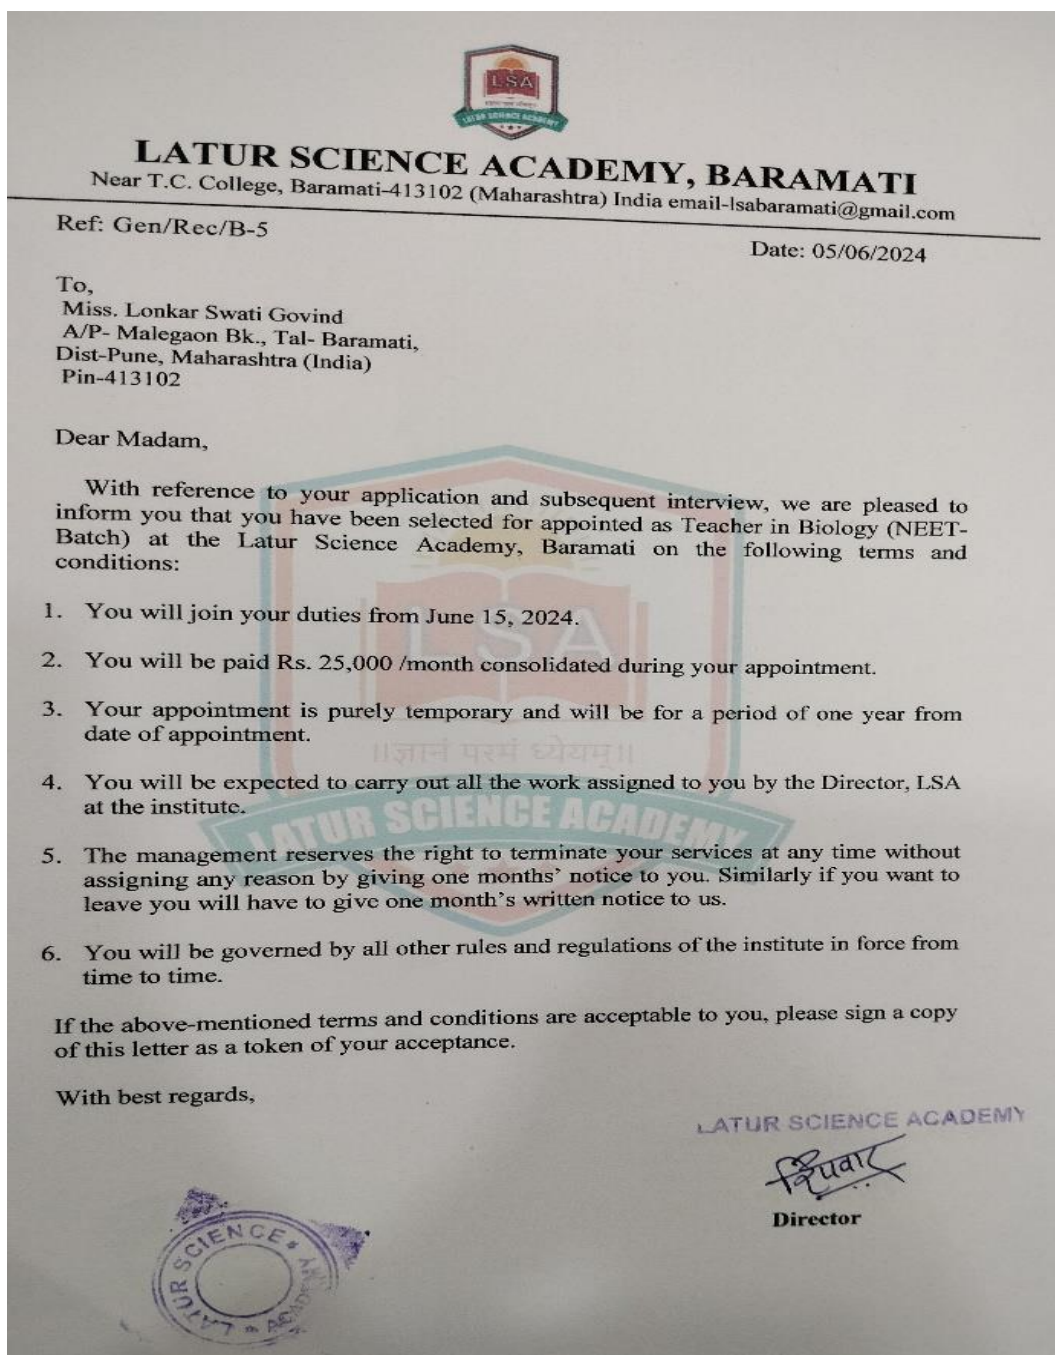 LSA
LATUR SCIENCE ACADEMY
LATUR SCIENCE ACADEMY, BARAMATI
Near T.C. College, Baramati-413102 (Maharashtra) India email-lsabaramati@gmail.com
Ref: Gen/Rec/B-5
Date: 05/06/2024
To,
Miss. Lonkar Swati Govind
A/P- Malegaon Bk., Tal- Baramati,
Dist-Pune, Maharashtra (India)
Pin-413102
Dear Madam,
With reference to your application and subsequent interview, we are pleased to
inform you that you have been selected for appointed as Teacher in Biology (NEET-
Batch) at the Latur Science Academy, Baramati on the following terms and
conditions:
1. You will join your duties from June 15, 2024.
LSA
2. You will be paid Rs. 25,000 /month consolidated during your appointment.
3. Your appointment is purely temporary and will be for a period of one year from
date of appointment.
॥ज्ञानं परमं ध्येयम्॥
4. You will be expected to carry out all the work assigned to you by the Director, LSA
at the institute.
LATUR SCIENCE ACADEMY
5. The management reserves the right to terminate your services at any time without
assigning any reason by giving one months’ notice to you. Similarly if you want to
leave you will have to give one month’s written notice to us.
6. You will be governed by all other rules and regulations of the institute in force from
time to time.
If the above-mentioned terms and conditions are acceptable to you, please sign a copy
of this letter as a token of your acceptance.
With best regards,
LATUR SCIENCE ACADEMY
Director
LATUR SCIENCE * ACADEMY *